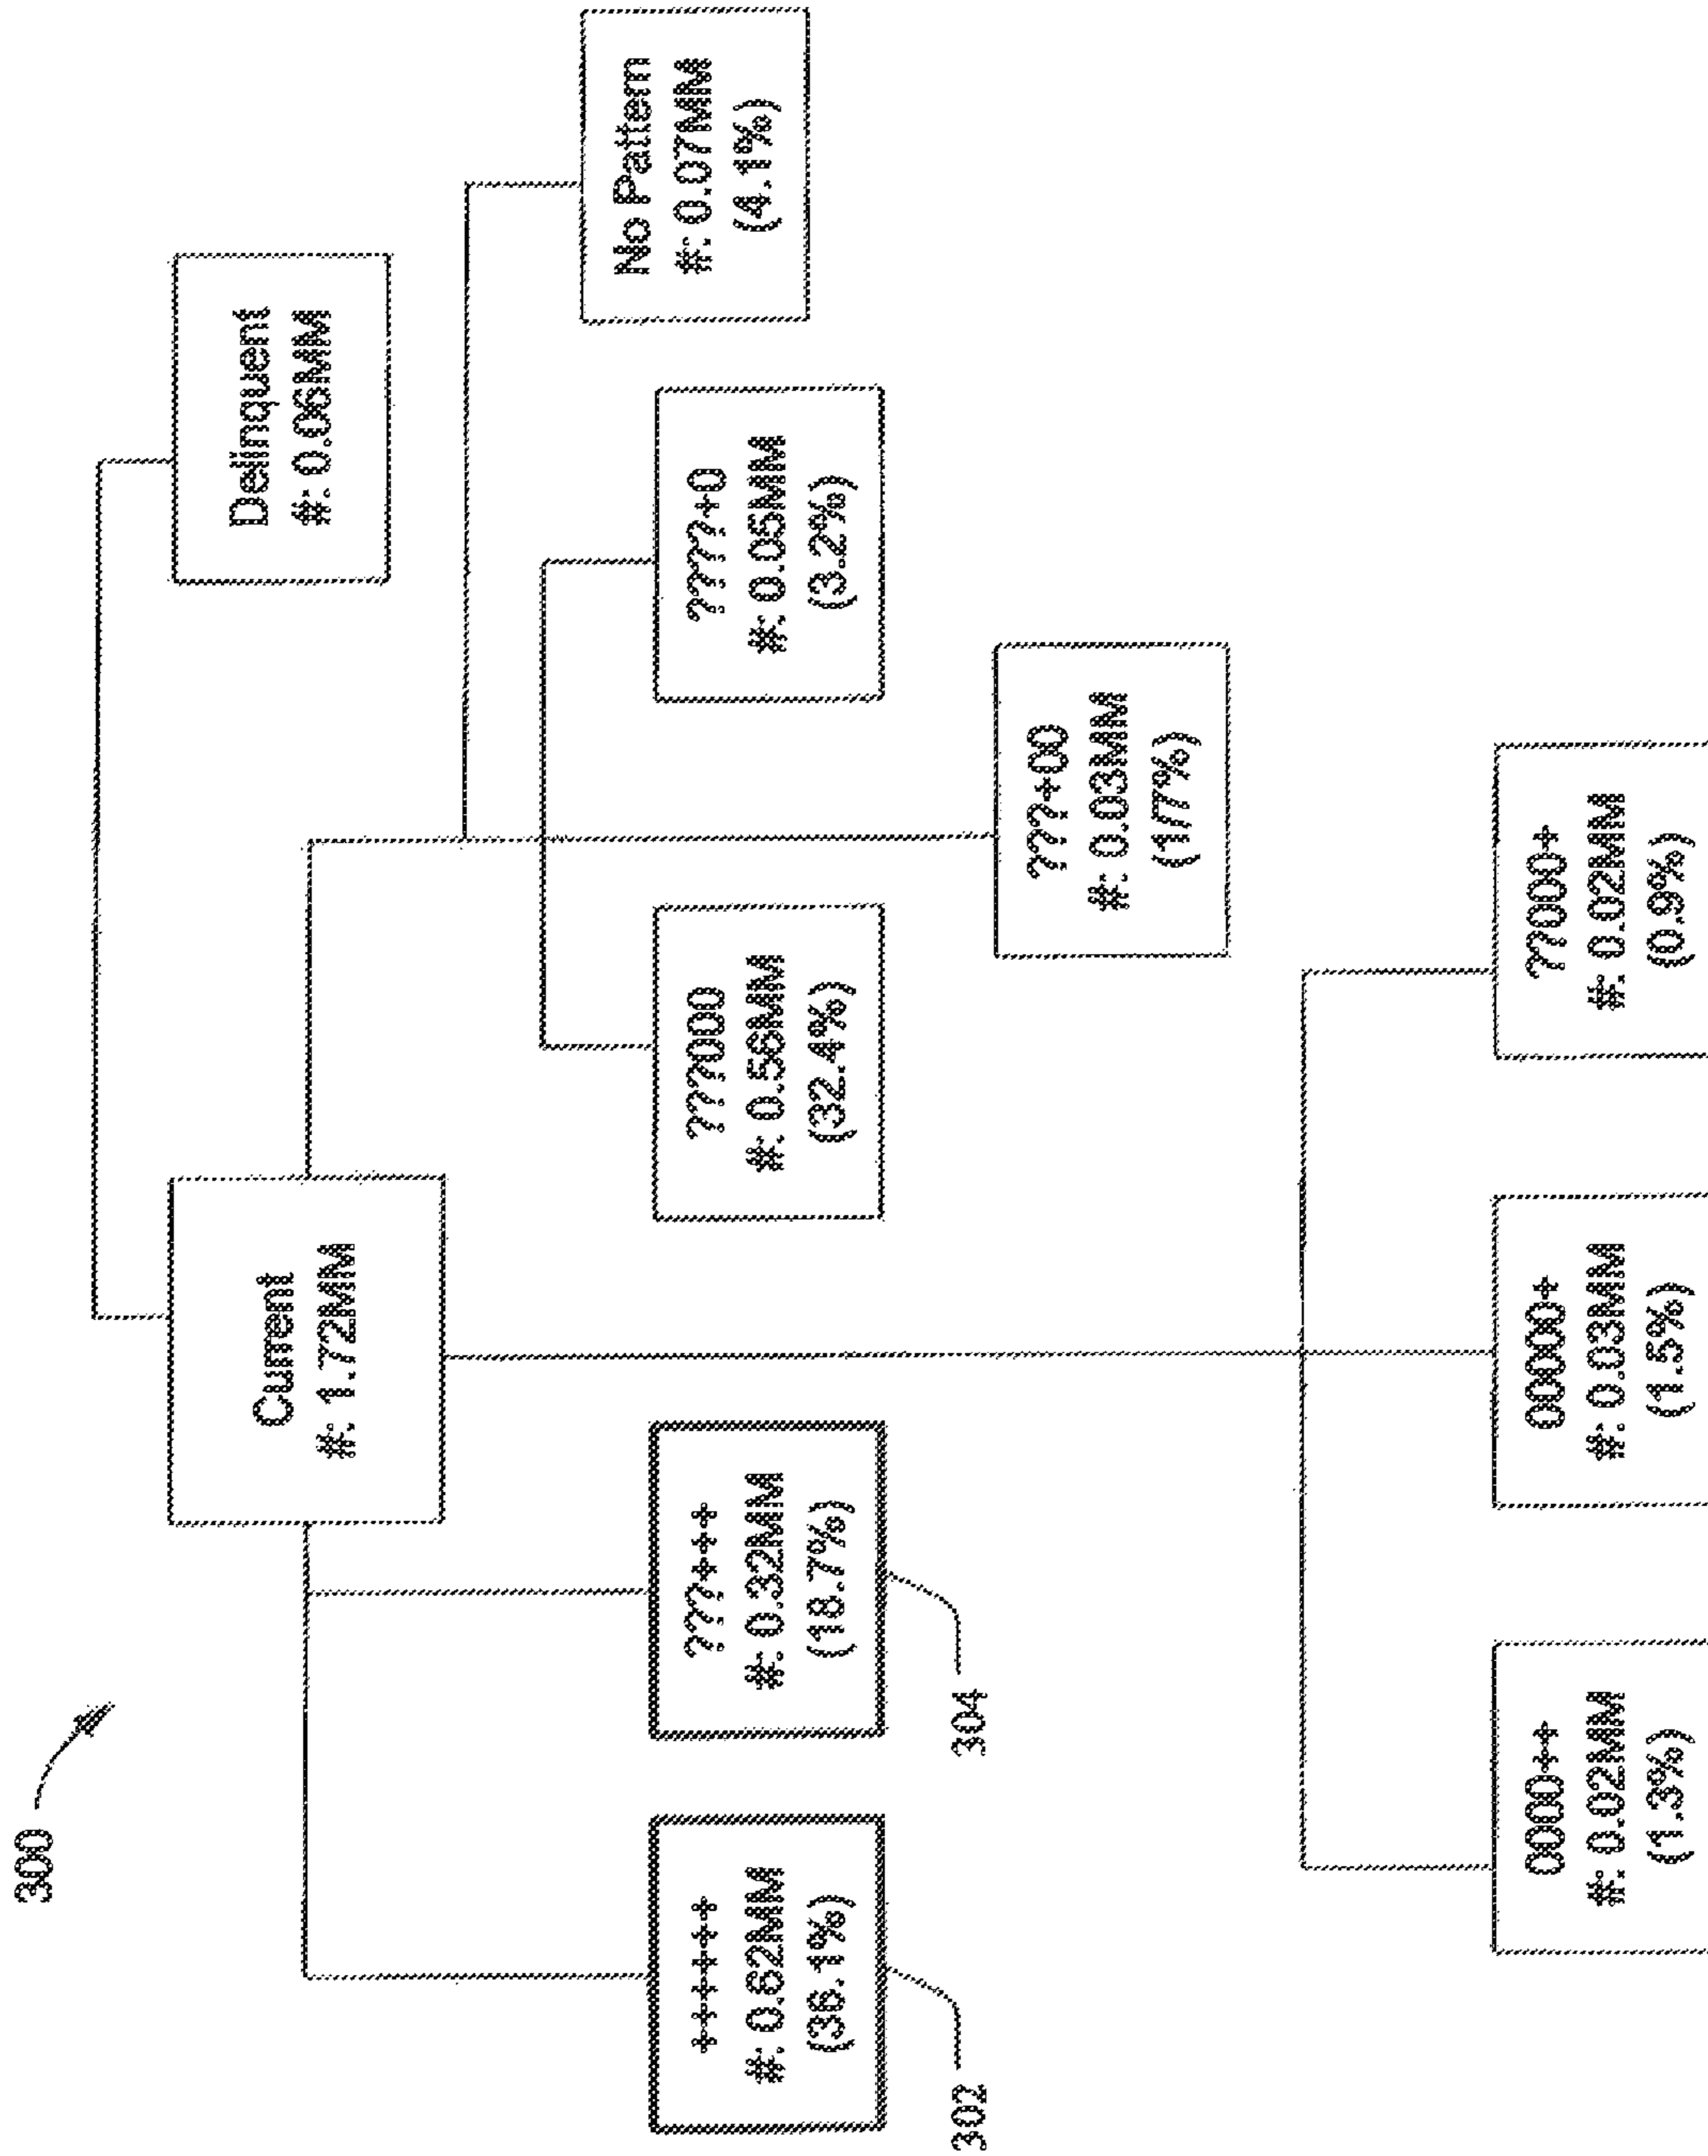 300
Current
#: 1.72MM
Delinquent
#: 0.06MM
No Pattern
#: 0.07MM
(4.1%)
++++++
#: 0.62MM
(36.1%)
???+++
#: 0.32MM
(18.7%)
???000
#: 0.56MM
(32.4%)
????+0
#: 0.05MM
(3.2%)
302
304
???+00
#: 0.03MM
(1.7%)
0000++
#: 0.02MM
(1.3%)
00000+
#: 0.03MM
(1.5%)
??000+
#: 0.02MM
(0.9%)